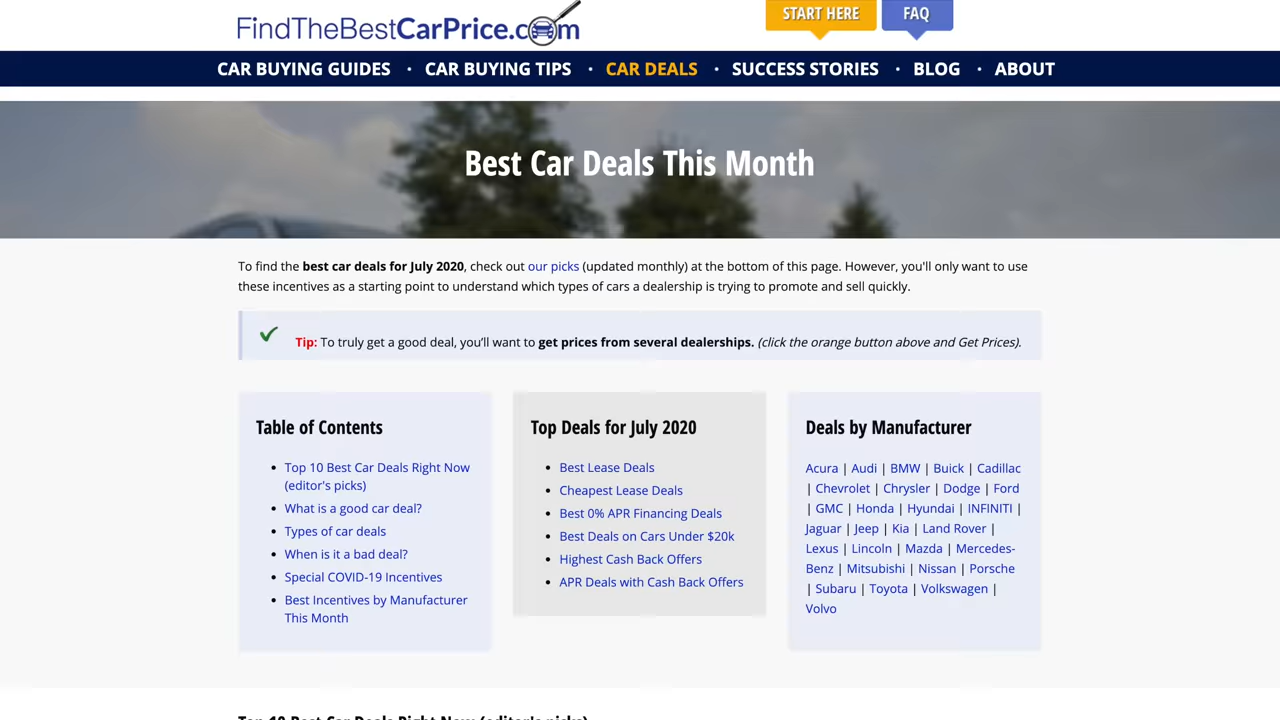 FindTheBestCarPrice.com
START HERE
FAQ
CAR BUYING GUIDES • CAR BUYING TIPS • CAR DEALS • SUCCESS STORIES • BLOG • ABOUT
Best Car Deals This Month
To find the best car deals for July 2020, check out our picks (updated monthly) at the bottom of this page. However, you'll only want to use
these incentives as a starting point to understand which types of cars a dealership is trying to promote and sell quickly.
Tip: To truly get a good deal, you'll want to get prices from several dealerships. (click the orange button above and Get Prices).
Table of Contents
• Top 10 Best Car Deals Right Now
(editor's picks)
• What is a good car deal?
• Types of car deals
• When is it a bad deal?
• Special COVID-19 Incentives
• Best Incentives by Manufacturer
This Month
Top Deals for July 2020
• Best Lease Deals
• Cheapest Lease Deals
• Best 0% APR Financing Deals
• Best Deals on Cars Under $20k
• Highest Cash Back Offers
• APR Deals with Cash Back Offers
Deals by Manufacturer
Acura | Audi | BMW | Buick | Cadillac
| Chevrolet | Chrysler | Dodge | Ford
| GMC | Honda | Hyundai | INFINITI |
Jaguar | Jeep | Kia | Land Rover |
Lexus | Lincoln | Mazda | Mercedes-
Benz | Mitsubishi | Nissan | Porsche
| Subaru | Toyota | Volkswagen |
Volvo
Top 10 Best Car Deals Right Now (editor's picks)